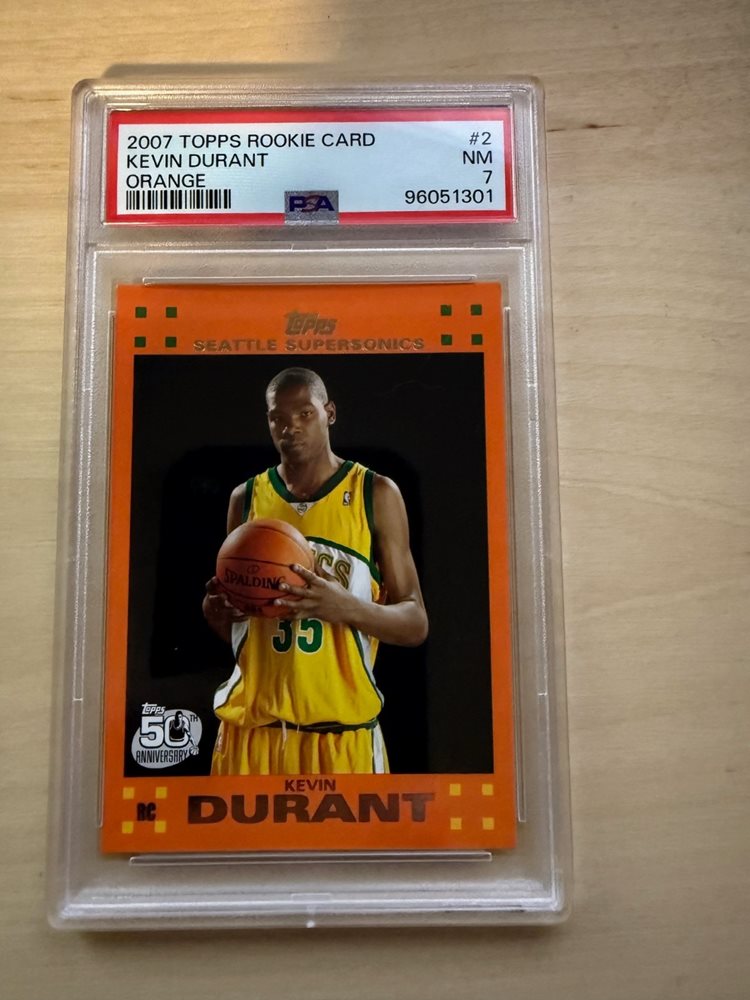 2007 TOPPS ROOKIE CARD #2
KEVIN DURANT NM
ORANGE 7
PSA 96051301
Topps
SEATTLE SUPERSONICS
SPALDING
ICS
35
Topps
50TH
ANNIVERSARY
KEVIN
RC DURANT